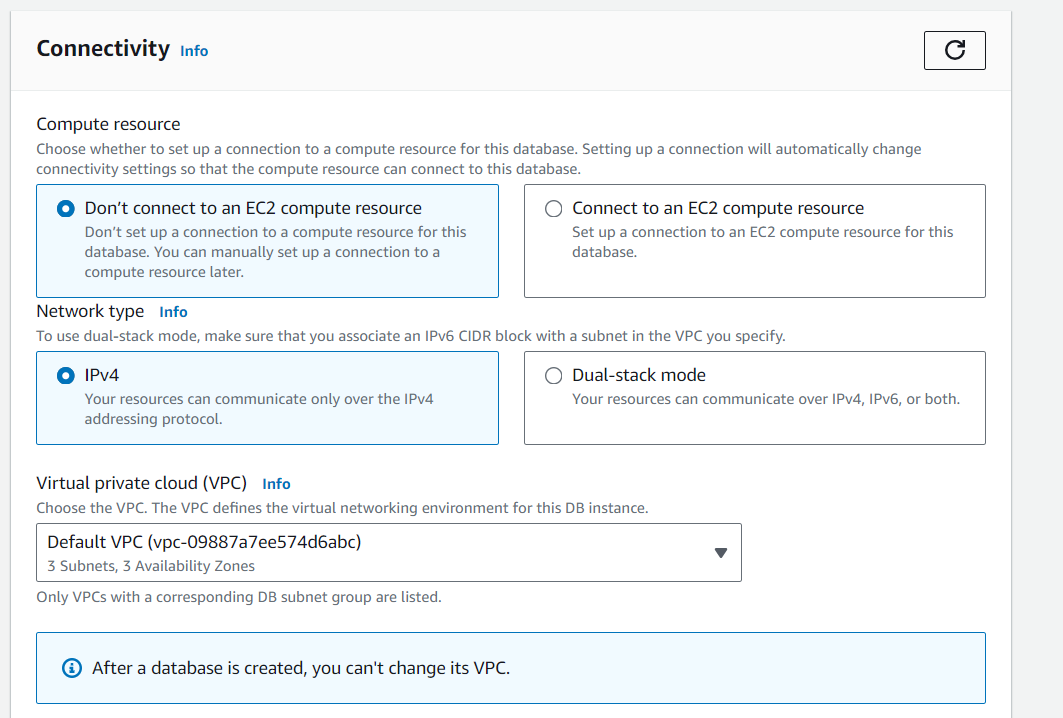 Connectivity Info
Compute resource
Choose whether to set up a connection to a compute resource for this database. Setting up a connection will automatically change
connectivity settings so that the compute resource can connect to this database.
Don’t connect to an EC2 compute resource
Don’t set up a connection to a compute resource for this
database. You can manually set up a connection to a
compute resource later.
Connect to an EC2 compute resource
Set up a connection to an EC2 compute resource for this
database.
Network type Info
To use dual-stack mode, make sure that you associate an IPv6 CIDR block with a subnet in the VPC you specify.
IPv4
Your resources can communicate only over the IPv4
addressing protocol.
Dual-stack mode
Your resources can communicate over IPv4, IPv6, or both.
Virtual private cloud (VPC) Info
Choose the VPC. The VPC defines the virtual networking environment for this DB instance.
Default VPC (vpc-09887a7ee574d6abc)
3 Subnets, 3 Availability Zones
Only VPCs with a corresponding DB subnet group are listed.
After a database is created, you can't change its VPC.